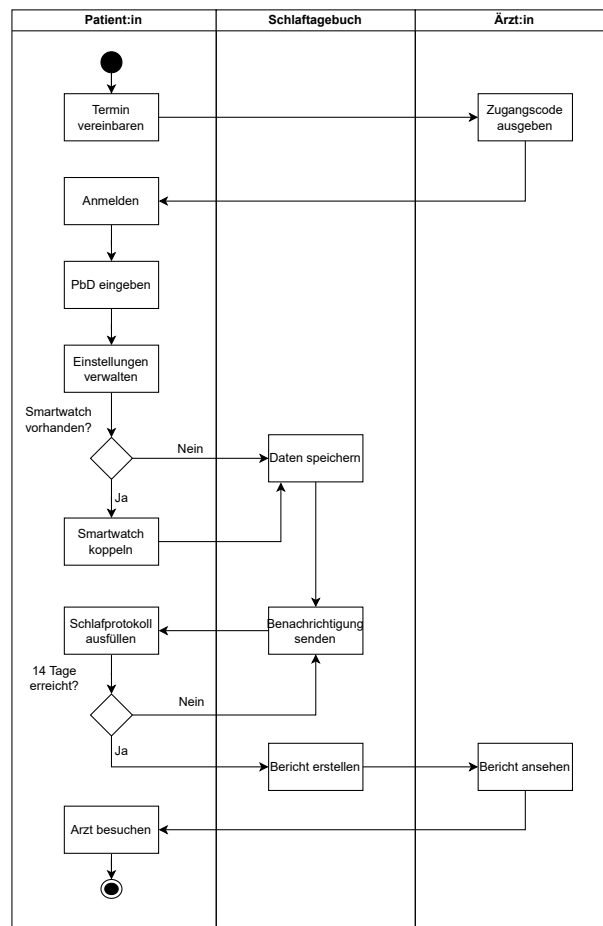 Patient:in
Schlaftagebuch
Ärzt:in
Termin
vereinbaren
Zugangscode
ausgeben
Anmelden
PbD eingeben
Einstellungen
verwalten
Smartwatch
vorhanden?
Nein
Daten speichern
Ja
Smartwatch
koppeln
Schlafprotokoll
ausfüllen
Benachrichtigung
senden
14 Tage
erreicht?
Nein
Ja
Bericht erstellen
Bericht ansehen
Arzt besuchen